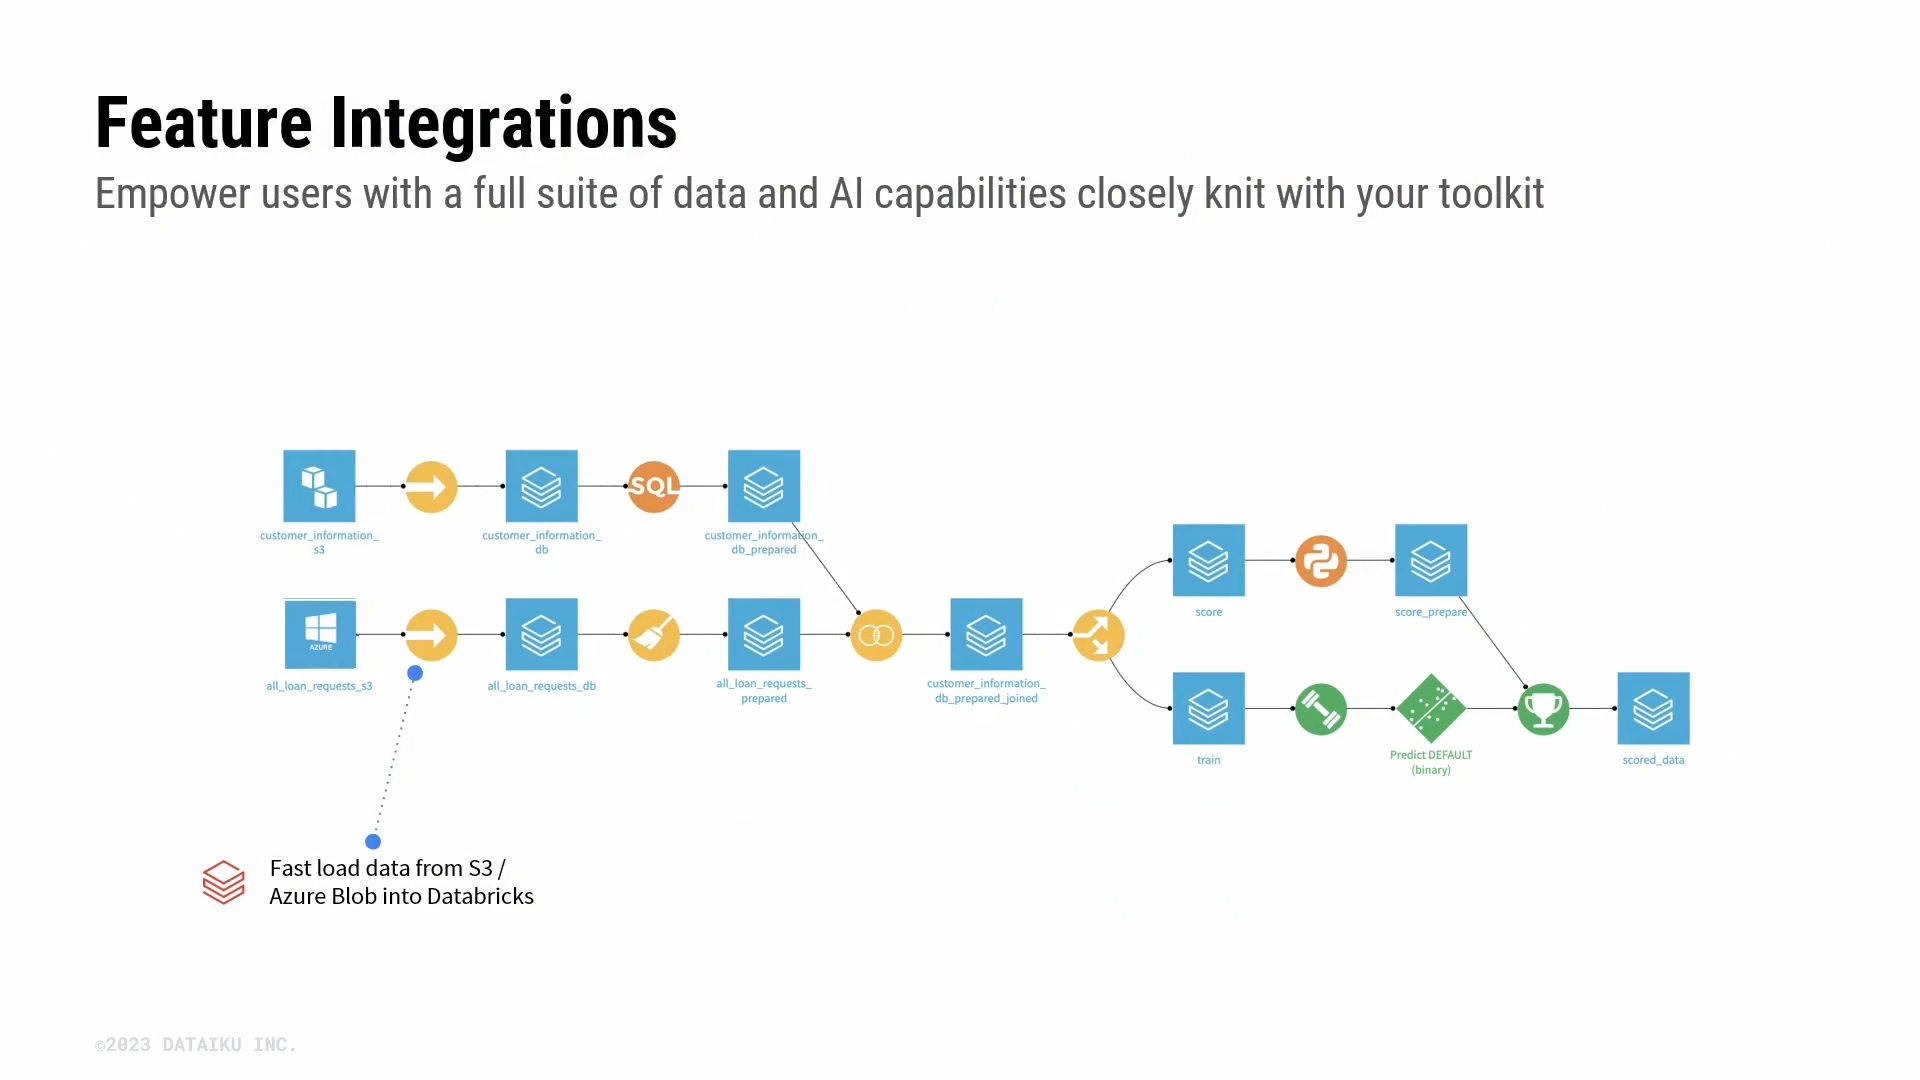 Feature Integrations
Empower users with a full suite of data and AI capabilities closely knit with your toolkit
customer_information_
s3
customer_information_
db
SQL
customer_information_
db_prepared
AZURE
all_loan_requests_s3
all_loan_requests_db
all_loan_requests_
prepared
customer_information_
db_prepared_joined
score
score_prepare
train
Predict DEFAULT
(binary)
scored_data
Fast load data from S3 /
Azure Blob into Databricks
©2023 DATAIKU INC.